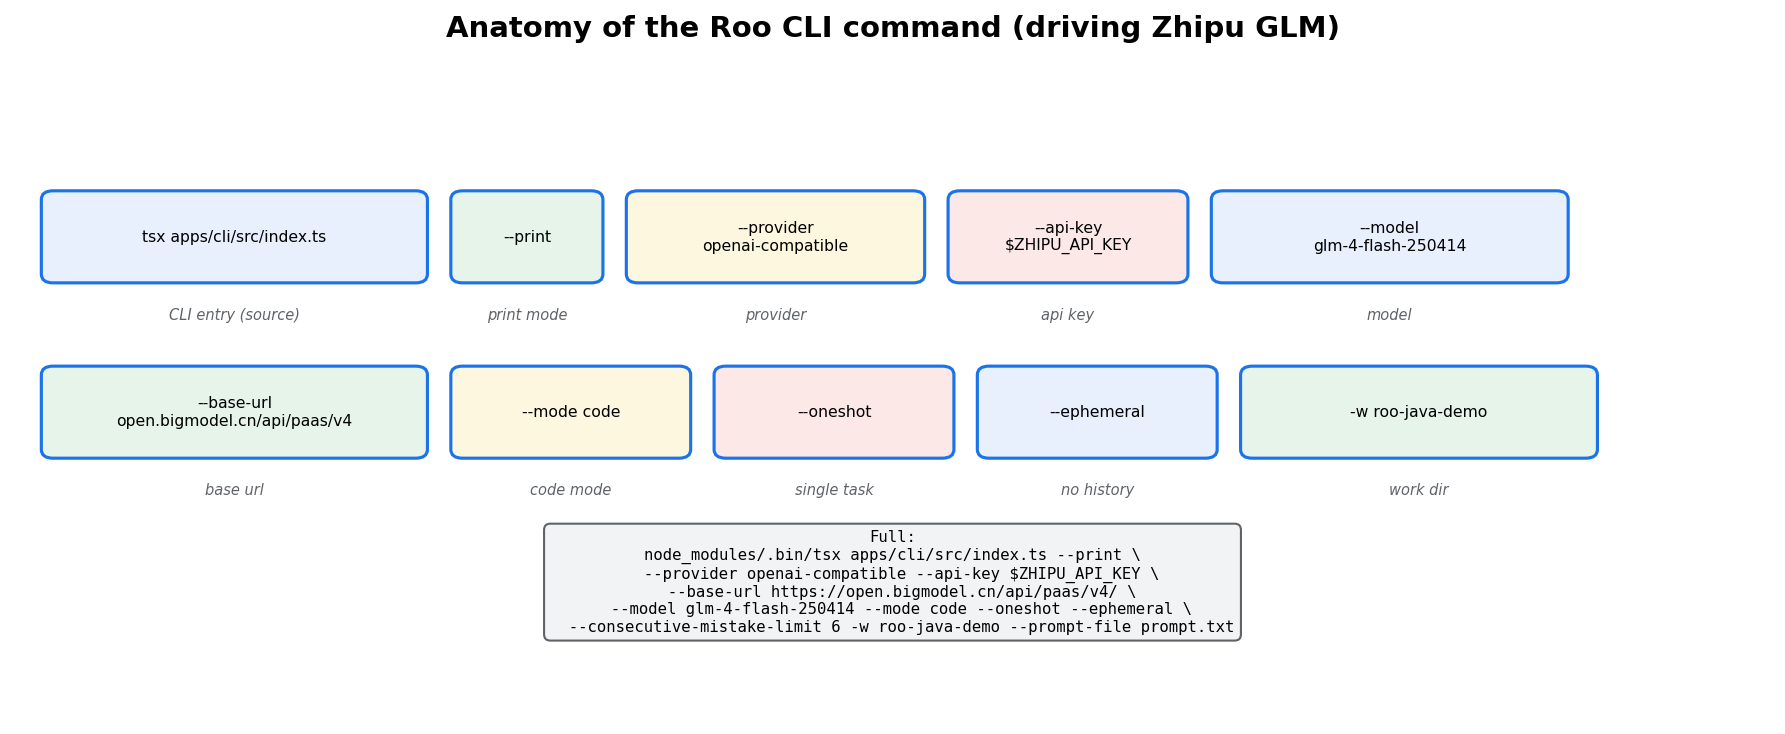 Anatomy of the Roo CLI command (driving Zhipu GLM)
tsx apps/cli/src/index.ts
--print
--provider
openai-compatible
--api-key
$ZHIPU_API_KEY
--model
glm-4-flash-250414
CLI entry (source)
print mode
provider
api key
model
--base-url
open.bigmodel.cn/api/paas/v4
--mode code
--oneshot
--ephemeral
-w roo-java-demo
base url
code mode
single task
no history
work dir
Full:
node_modules/.bin/tsx apps/cli/src/index.ts --print \
--provider openai-compatible --api-key $ZHIPU_API_KEY \
--base-url https://open.bigmodel.cn/api/paas/v4/ \
--model glm-4-flash-250414 --mode code --oneshot --ephemeral \
--consecutive-mistake-limit 6 -w roo-java-demo --prompt-file prompt.txt